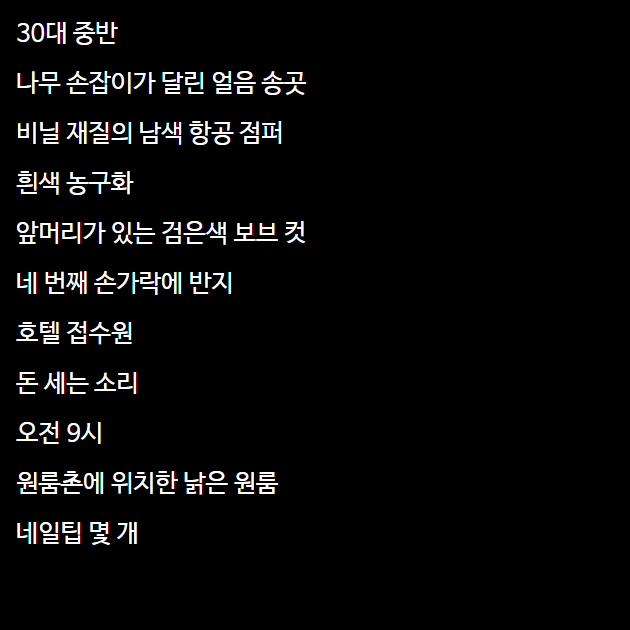 30대 중반
나무 손잡이가 달린 얼음 송곳
비닐 재질의 남색 항공 점퍼
흰색 농구화
앞머리가 있는 검은색 보브 컷
네 번째 손가락에 반지
호텔 접수원
돈 세는 소리
오전 9시
원룸촌에 위치한 낡은 원룸
네일팁 몇 개